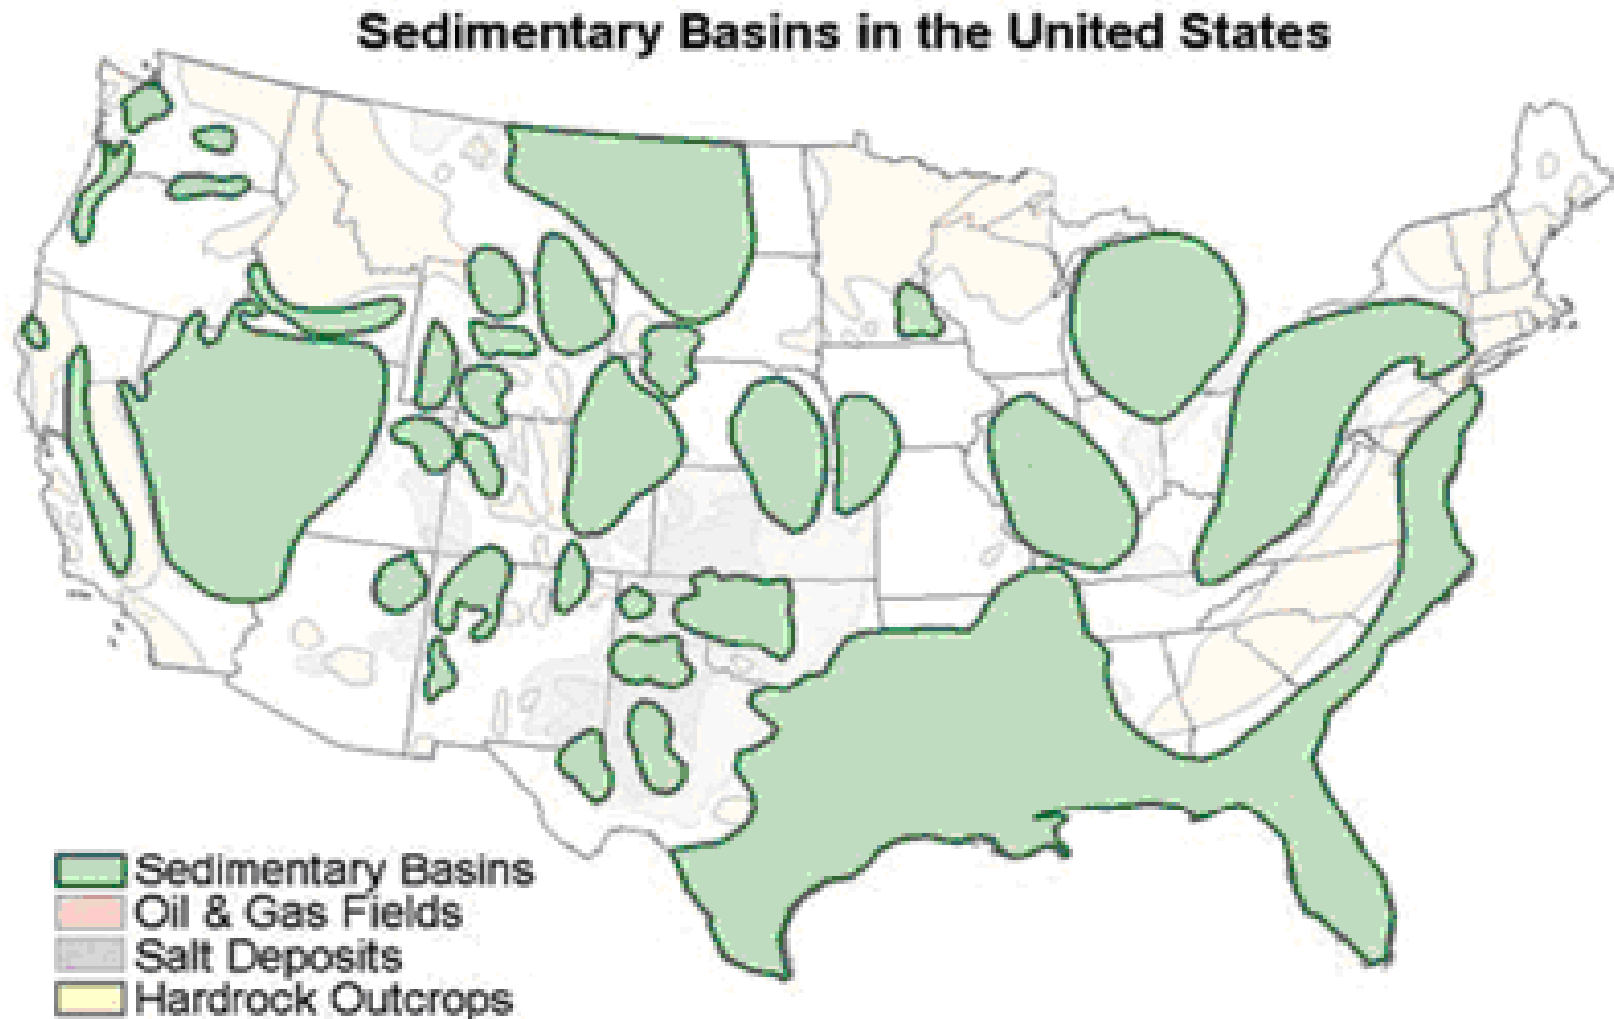 Sedimentary Basins in the United States
Sedimentary Basins
Oil & Gas Fields
Salt Deposits
Hardrock Outcrops